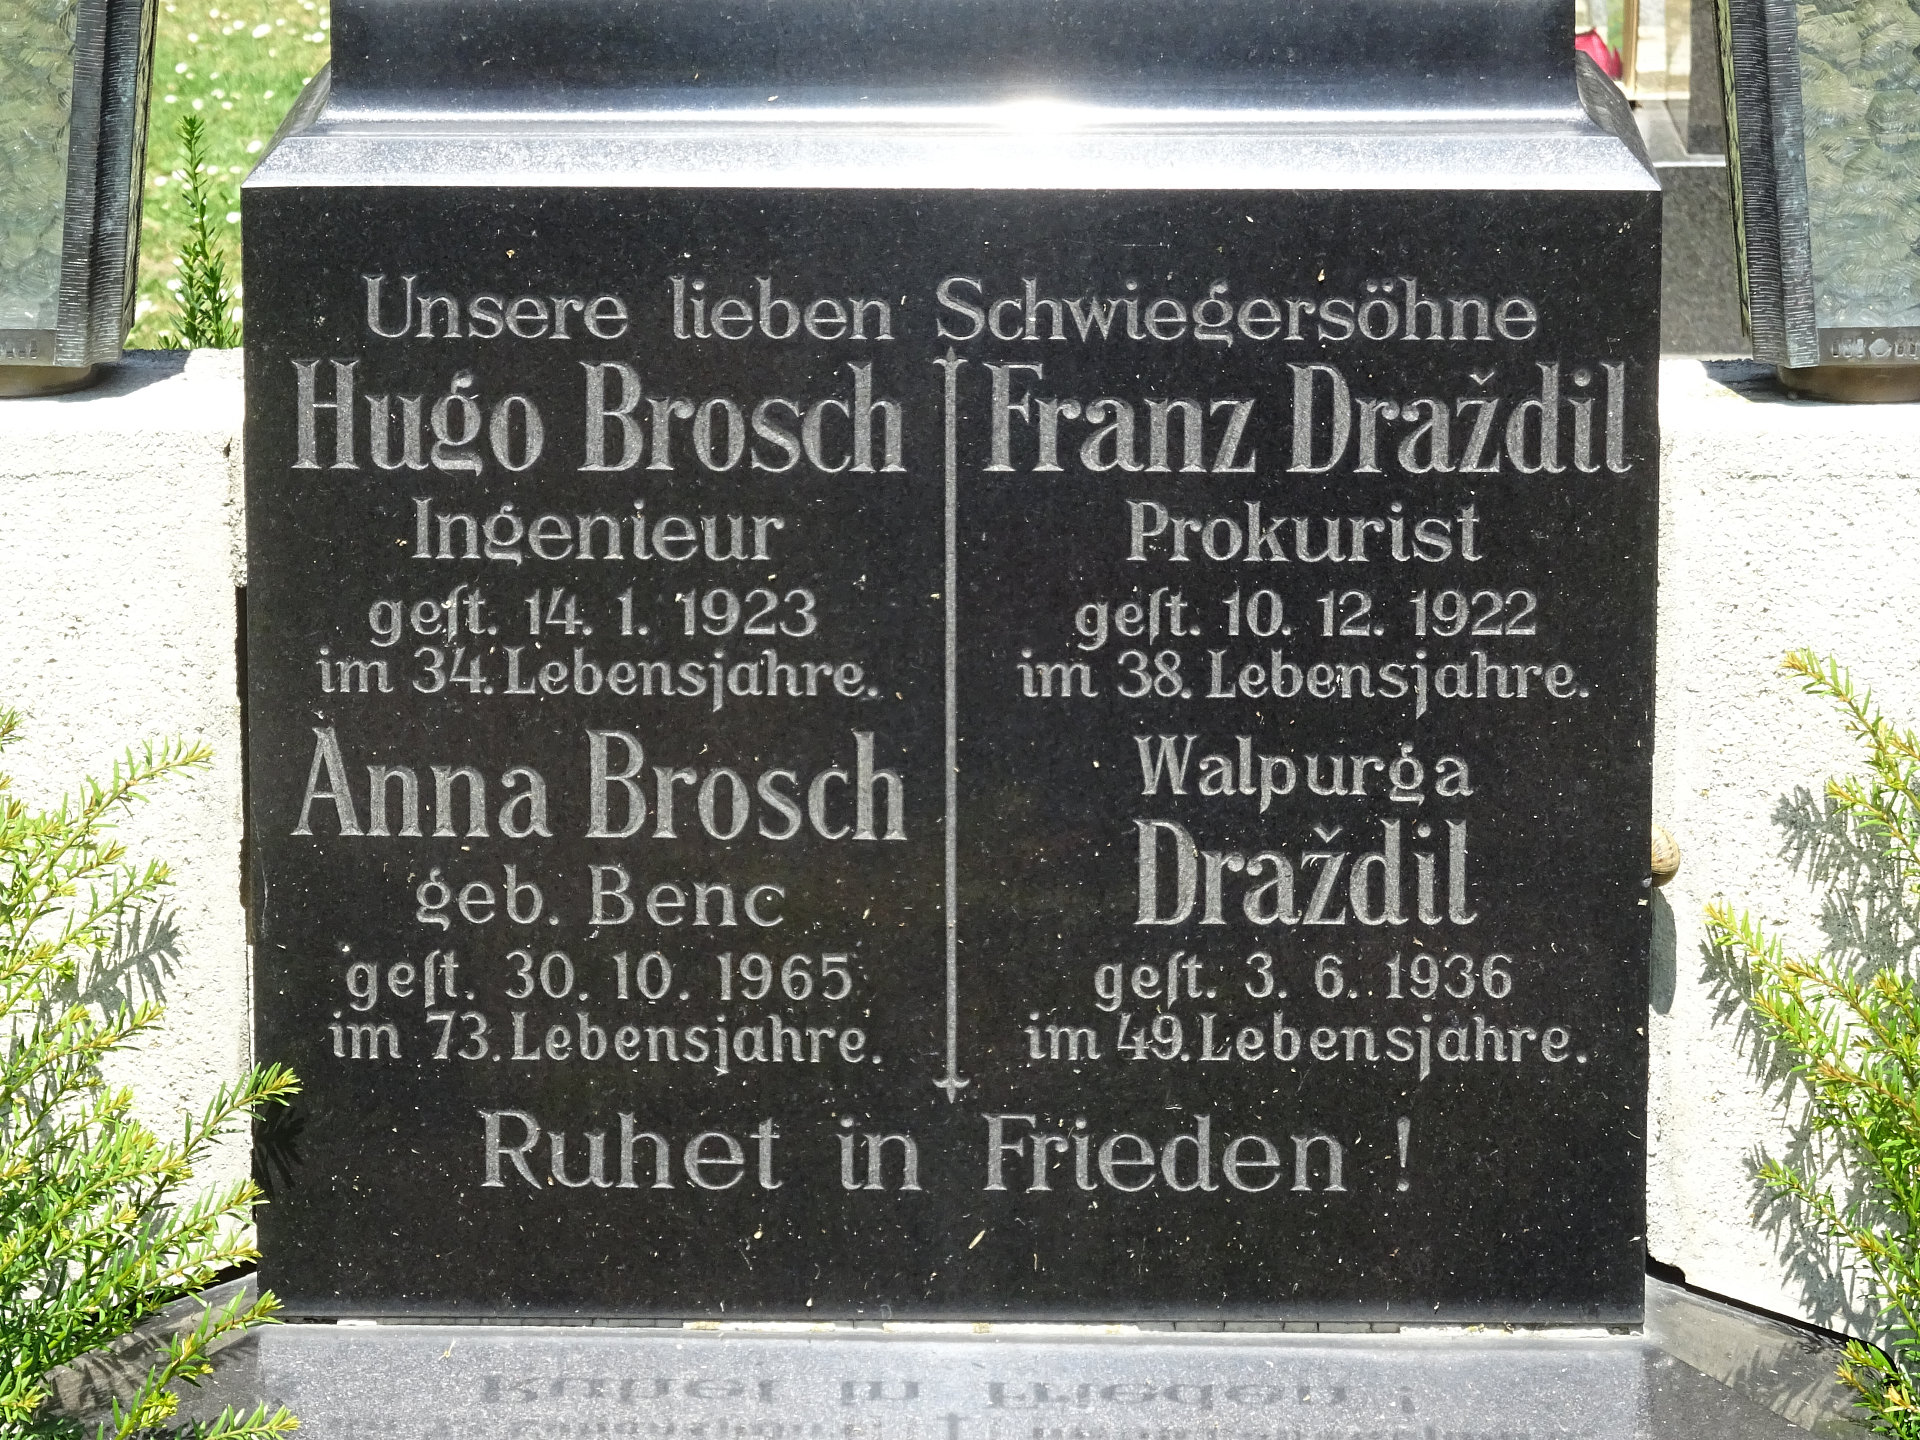 Unsere lieben Schwiegersöhne
Hugo Brosch
Ingenieur
geſt. 14. 1. 1923
im 34. Lebensjahre.
Anna Brosch
geb. Benc
geſt. 30. 10. 1965
im 73. Lebensjahre.
Franz Draždil
Prokurist
geſt. 10. 12. 1922
im 38. Lebensjahre.
Walpurga
Draždil
geſt. 3. 6. 1936
im 49. Lebensjahre.
Ruhet in Frieden !